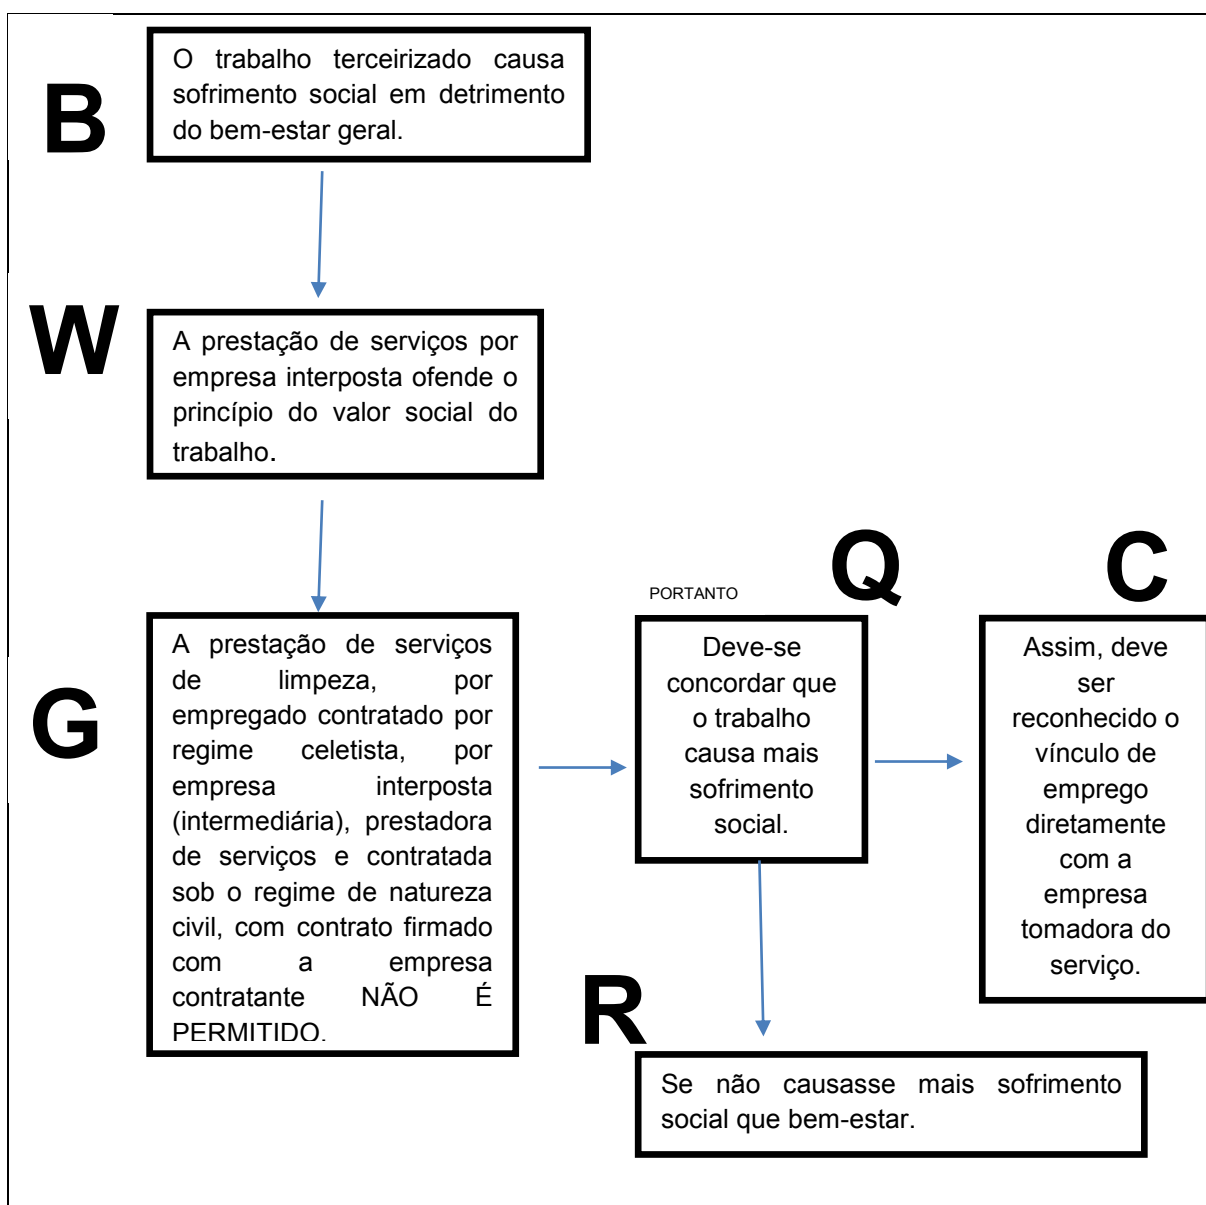 B
O trabalho terceirizado causa
sofrimento social em detrimento
do bem-estar geral.
W
A prestação de serviços por
empresa interposta ofende o
princípio do valor social do
trabalho.
G
A prestação de serviços
de limpeza, por
empregado contratado por
regime celetista, por
empresa interposta
(intermediária), prestadora
de serviços e contratada
sob o regime de natureza
civil, com contrato firmado
com a empresa
contratante NÃO É
PERMITIDO.
PORTANTO
Q
Deve-se
concordar que
o trabalho
causa mais
sofrimento
social.
C
Assim, deve
ser
reconhecido o
vínculo de
emprego
diretamente
com a
empresa
tomadora do
serviço.
R
Se não causasse mais sofrimento
social que bem-estar.